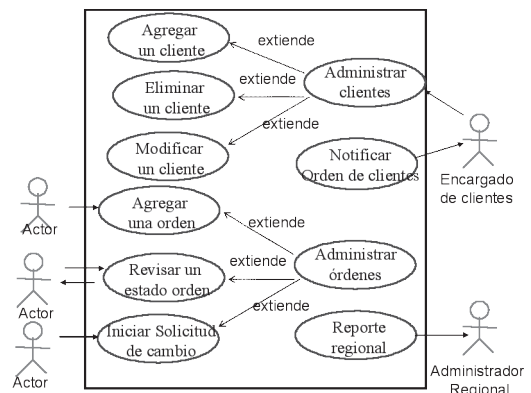 Agregar
un cliente
extiende
Administrar
clientes
extiende
Eliminar
un cliente
extiende
Modificar
un cliente
Notificar
Orden de clientes
Encargado
de clientes
Agregar
una orden
Actor
extiende
Administrar
órdenes
extiende
Revisar un
estado orden
Actor
extiende
Iniciar Solicitud
de cambio
Actor
Reporte
regional
Administrador
Regional